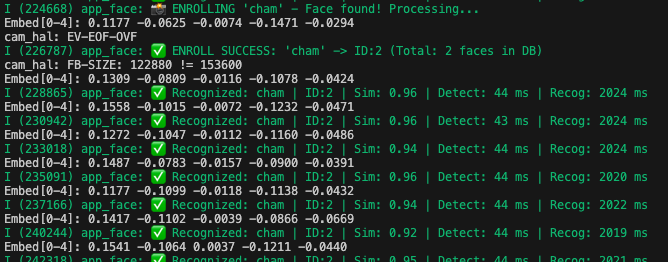 I (224668) app_face: 📸 ENROLLING 'cham' - Face found! Processing...
Embed[0-4]: 0.1177 -0.0625 -0.0074 -0.1471 -0.0294
cam_hal: EV-EOF-OVF
I (226787) app_face: ✅ ENROLL SUCCESS: 'cham' -> ID:2 (Total: 2 faces in DB)
cam_hal: FB-SIZE: 122880 != 153600
Embed[0-4]: 0.1309 -0.0809 -0.0116 -0.1078 -0.0424
I (228865) app_face: ✅ Recognized: cham | ID:2 | Sim: 0.96 | Detect: 44 ms | Recog: 2024 ms
Embed[0-4]: 0.1558 -0.1015 -0.0072 -0.1232 -0.0471
I (230942) app_face: ✅ Recognized: cham | ID:2 | Sim: 0.96 | Detect: 43 ms | Recog: 2024 ms
Embed[0-4]: 0.1272 -0.1047 -0.0112 -0.1160 -0.0486
I (233018) app_face: ✅ Recognized: cham | ID:2 | Sim: 0.94 | Detect: 44 ms | Recog: 2024 ms
Embed[0-4]: 0.1487 -0.0783 -0.0157 -0.0900 -0.0391
I (235091) app_face: ✅ Recognized: cham | ID:2 | Sim: 0.96 | Detect: 44 ms | Recog: 2020 ms
Embed[0-4]: 0.1177 -0.1099 -0.0118 -0.1138 -0.0432
I (237166) app_face: ✅ Recognized: cham | ID:2 | Sim: 0.94 | Detect: 44 ms | Recog: 2022 ms
Embed[0-4]: 0.1417 -0.1102 -0.0039 -0.0866 -0.0669
I (240244) app_face: ✅ Recognized: cham | ID:2 | Sim: 0.92 | Detect: 44 ms | Recog: 2019 ms
Embed[0-4]: 0.1541 -0.1064 0.0037 -0.1211 -0.0440
I (242318) app_face: ✅ Recognized: cham | ID:2 | Sim: 0.95 | Detect: 44 ms | Recog: 2021 ms